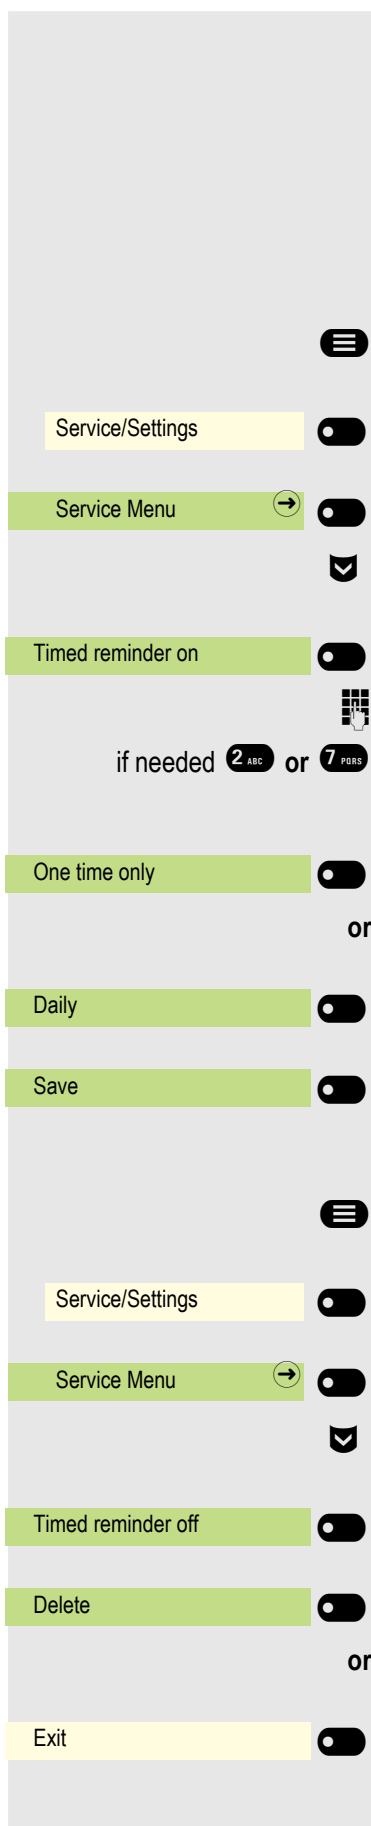 Service/Settings
Service Menu
Timed reminder on
if needed 2 ABC or 7 PQRS
One time only
or
Daily
Save
Service/Settings
Service Menu
Timed reminder off
Delete
or
Exit